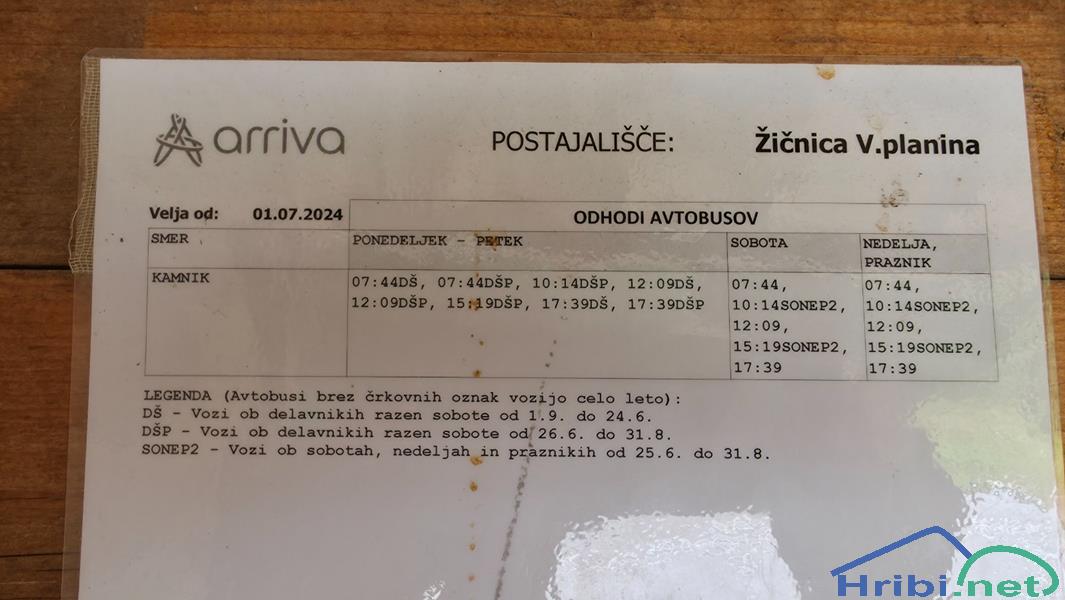 arriva
POSTAJALIŠČE: Žičnica V.planina
Velja od: 01.07.2024 ODHODI AVTOBUSOV
SMER PONEDELJEK - PETEK SOBOTA NEDELJA,
PRAZNIK
KAMNIK 07:44DŠ, 07:44DŠP, 10:14DŠP, 12:09DŠ, 07:44, 07:44,
12:09DŠP, 15:19DŠP, 17:39DŠ, 17:39DŠP 10:14SONEP2, 10:14SONEP2,
12:09, 12:09,
15:19SONEP2, 15:19SONEP2,
17:39 17:39
LEGENDA (Avtobusi brez črkovnih oznak vozijo celo leto):
DŠ - Vozi ob delavnikih razen sobote od 1.9. do 24.6.
DŠP - Vozi ob delavnikih razen sobote od 26.6. do 31.8.
SONEP2 - Vozi ob sobotah, nedeljah in praznikih od 25.6. do 31.8.
Hribi.net